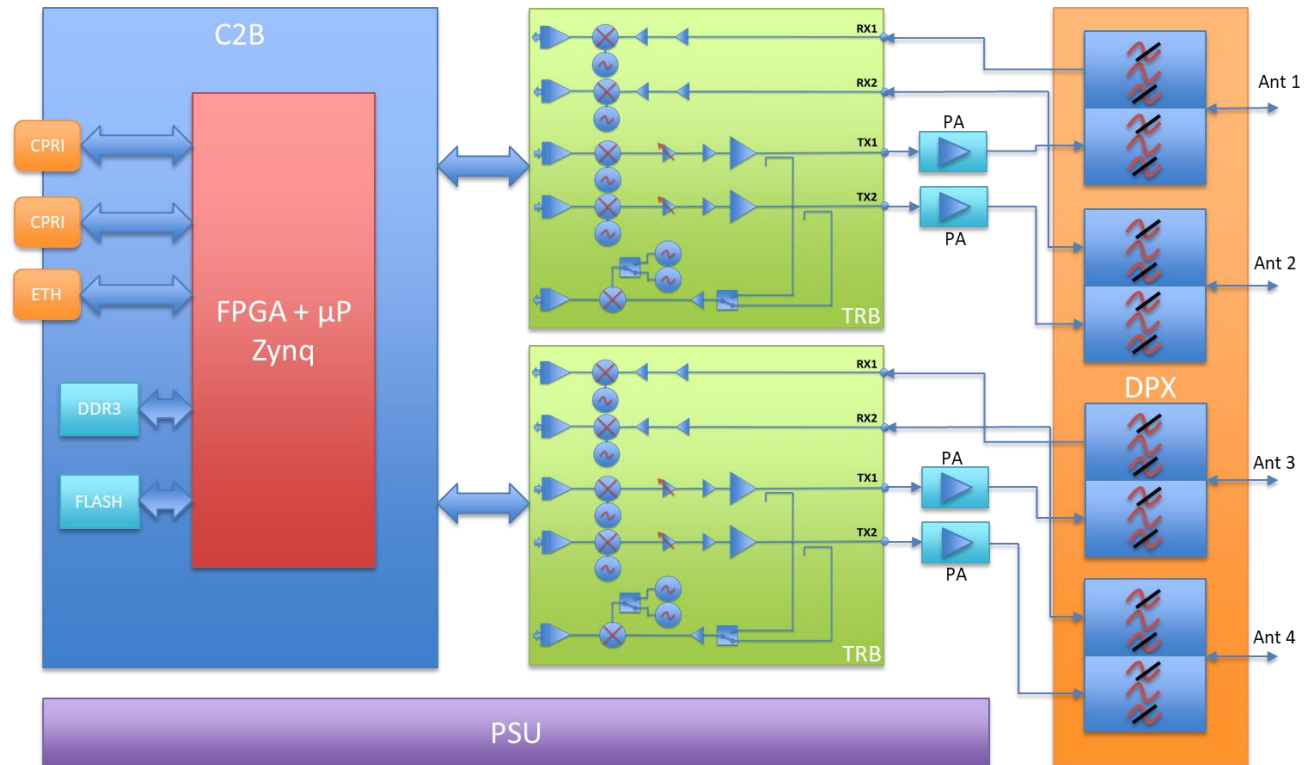 C2B
CPRI
CPRI
ETH
FPGA + µP
Zynq
DDR3
FLASH
RX1
RX2
TX1
TX2
TRB
PA
PA
RX1
RX2
TX1
TX2
TRB
PA
PA
DPX
Ant 1
Ant 2
Ant 3
Ant 4
PSU